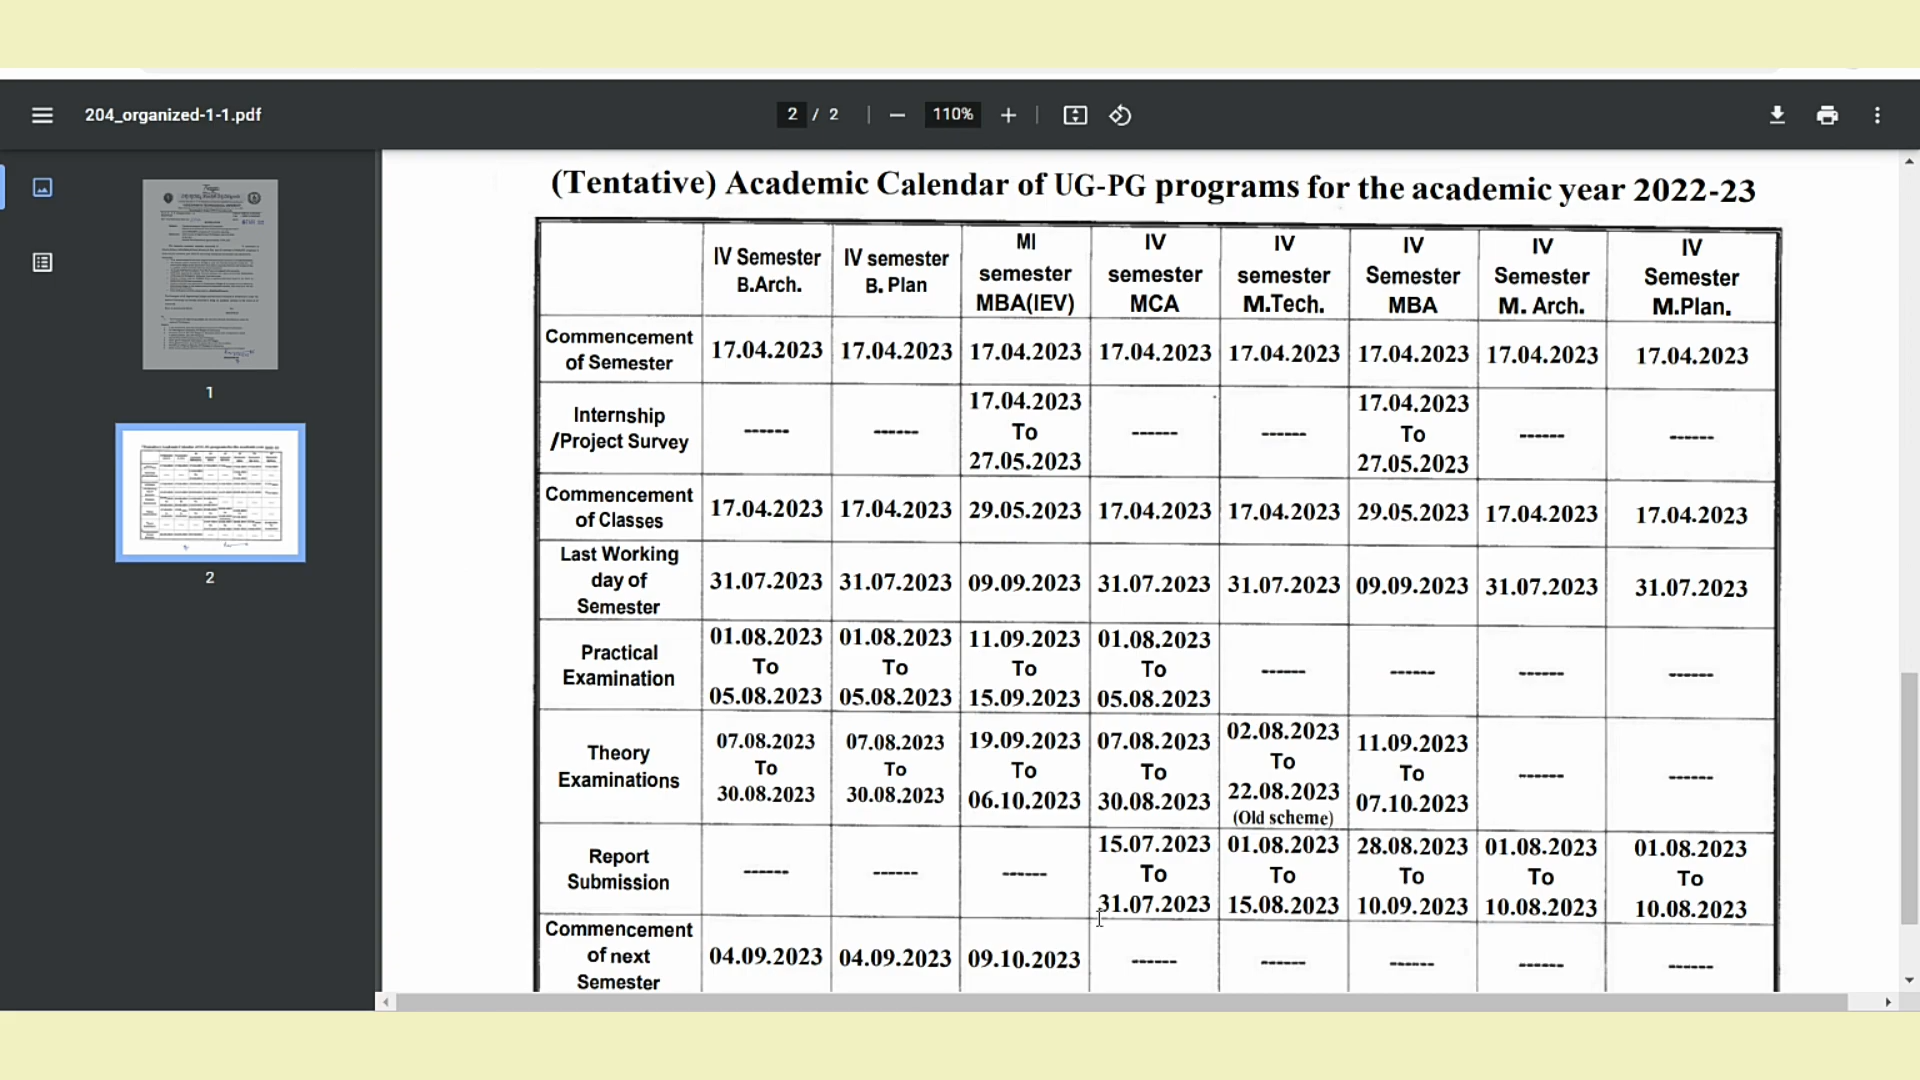 204_organized-1-1.pdf
2 / 2
110%
1
2
(Tentative) Academic Calendar of UG-PG programs for the academic year 2022-23
IV Semester B.Arch. IV semester B. Plan MI semester MBA(IEV) IV semester MCA IV semester M.Tech. IV Semester MBA IV Semester M. Arch. IV Semester M.Plan.
Commencement of Semester 17.04.2023 17.04.2023 17.04.2023 17.04.2023 17.04.2023 17.04.2023 17.04.2023 17.04.2023
Internship /Project Survey ------ ------ 17.04.2023 To 27.05.2023 ------ ------ 17.04.2023 To 27.05.2023 ------ ------
Commencement of Classes 17.04.2023 17.04.2023 29.05.2023 17.04.2023 17.04.2023 29.05.2023 17.04.2023 17.04.2023
Last Working day of Semester 31.07.2023 31.07.2023 09.09.2023 31.07.2023 31.07.2023 09.09.2023 31.07.2023 31.07.2023
Practical Examination 01.08.2023 To 05.08.2023 01.08.2023 To 05.08.2023 11.09.2023 To 15.09.2023 01.08.2023 To 05.08.2023 ------ ------ ------ ------
Theory Examinations 07.08.2023 To 30.08.2023 07.08.2023 To 30.08.2023 19.09.2023 To 06.10.2023 07.08.2023 To 30.08.2023 02.08.2023 To 22.08.2023 (Old scheme) 11.09.2023 To 07.10.2023 ------ ------
Report Submission ------ ------ ------ 15.07.2023 To 31.07.2023 01.08.2023 To 15.08.2023 28.08.2023 To 10.09.2023 01.08.2023 To 10.08.2023 01.08.2023 To 10.08.2023
Commencement of next Semester 04.09.2023 04.09.2023 09.10.2023 ------ ------ ------ ------ ------